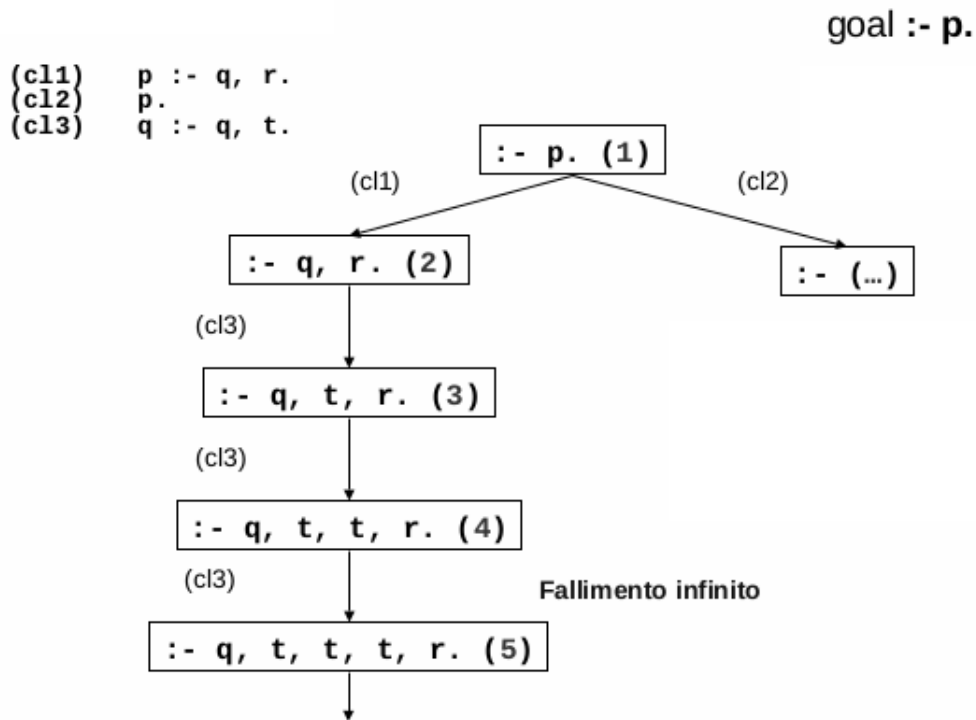 goal :- p.
(cl1) p :- q, r.
(cl2) p.
(cl3) q :- q, t.
:- p. (1)
(cl1)
(cl2)
:- q, r. (2)
:- (…)
(cl3)
:- q, t, r. (3)
(cl3)
:- q, t, t, r. (4)
(cl3)
Fallimento infinito
:- q, t, t, t, r. (5)